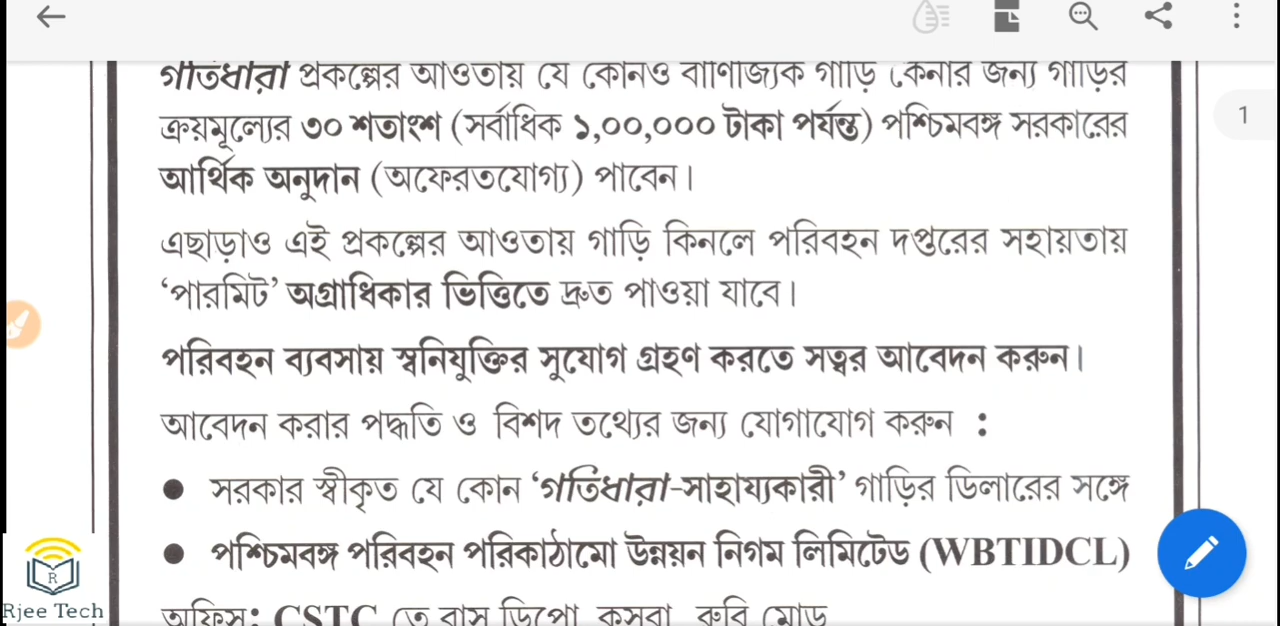 গতিধারা প্রকল্পের আওতায় যে কোনও বাণিজ্যিক গাড়ি কেনার জন্য গাড়ির
1
ক্রয়মূল্যের ৩০ শতাংশ (সর্বাধিক ১,০০,০০০ টাকা পর্যন্ত) পশ্চিমবঙ্গ সরকারের
আর্থিক অনুদান (অফেরতযোগ্য) পাবেন।
এছাড়াও এই প্রকল্পের আওতায় গাড়ি কিনলে পরিবহন দপ্তরের সহায়তায়
‘পারমিট’ অগ্রাধিকার ভিত্তিতে দ্রুত পাওয়া যাবে।
পরিবহন ব্যবসায় স্বনিযুক্তির সুযোগ গ্রহণ করতে সত্বর আবেদন করুন।
আবেদন করার পদ্ধতি ও বিশদ তথ্যের জন্য যোগাযোগ করুন :
● সরকার স্বীকৃত যে কোন ‘গতিধারা-সাহায্যকারী’ গাড়ির ডিলারের সঙ্গে
● পশ্চিমবঙ্গ পরিবহন পরিকাঠামো উন্নয়ন নিগম লিমিটেড (WBTIDCL)
অফিস: CSTC তে বাস ডিপো, কসবা, রুবি মোড়
R
Rjee Tech